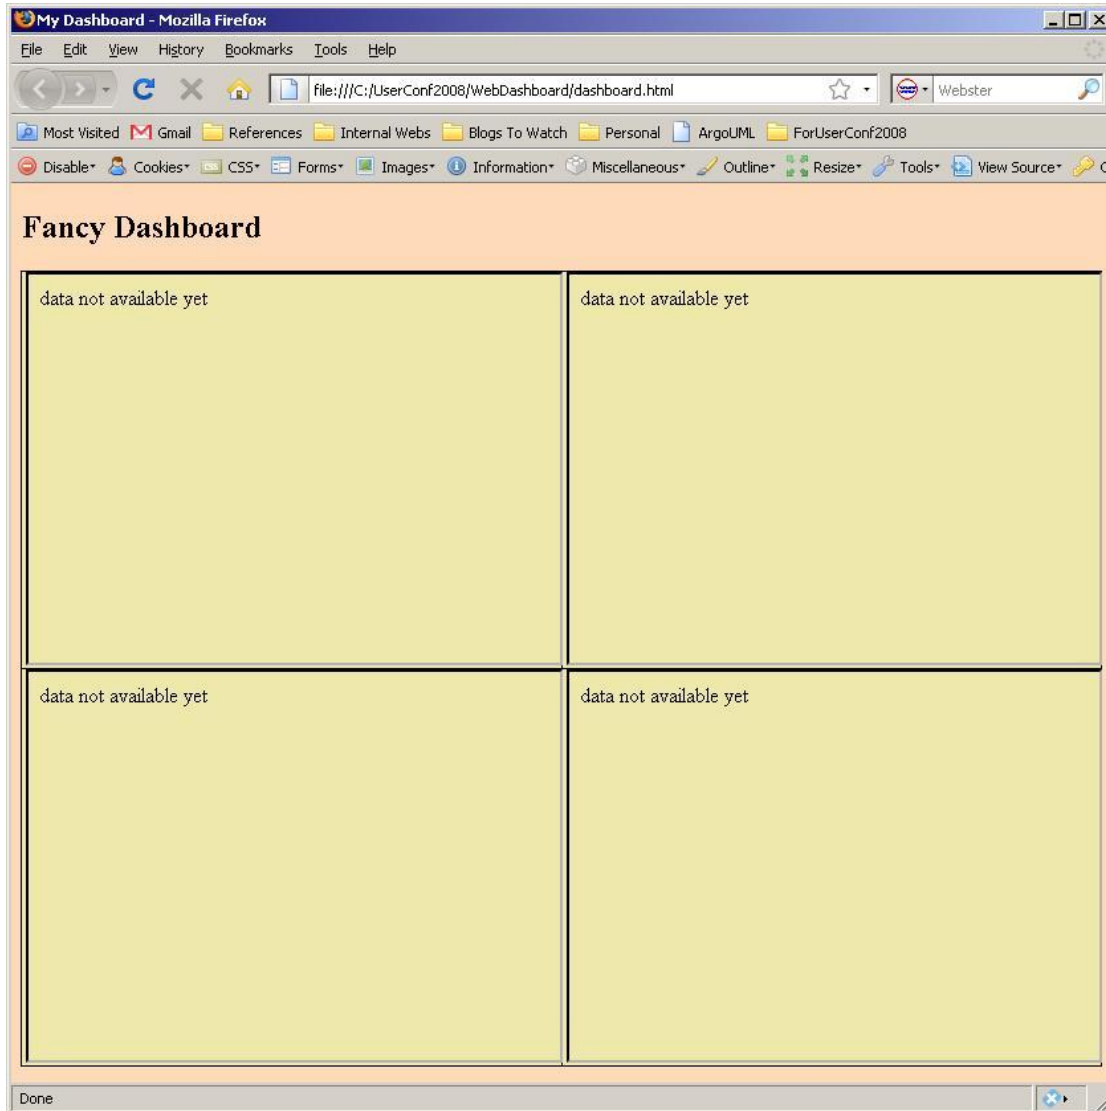 My Dashboard - Mozilla Firefox
File Edit View History Bookmarks Tools Help
file:///C:/UserConf2008/WebDashboard/dashboard.html Webster
Most Visited Gmail References Internal Webs Blogs To Watch Personal ArgoUML ForUserConf2008
Disable Cookies CSS Forms Images Information Miscellaneous Outline Resize Tools View Source
Fancy Dashboard
data not available yet data not available yet
data not available yet data not available yet
Done